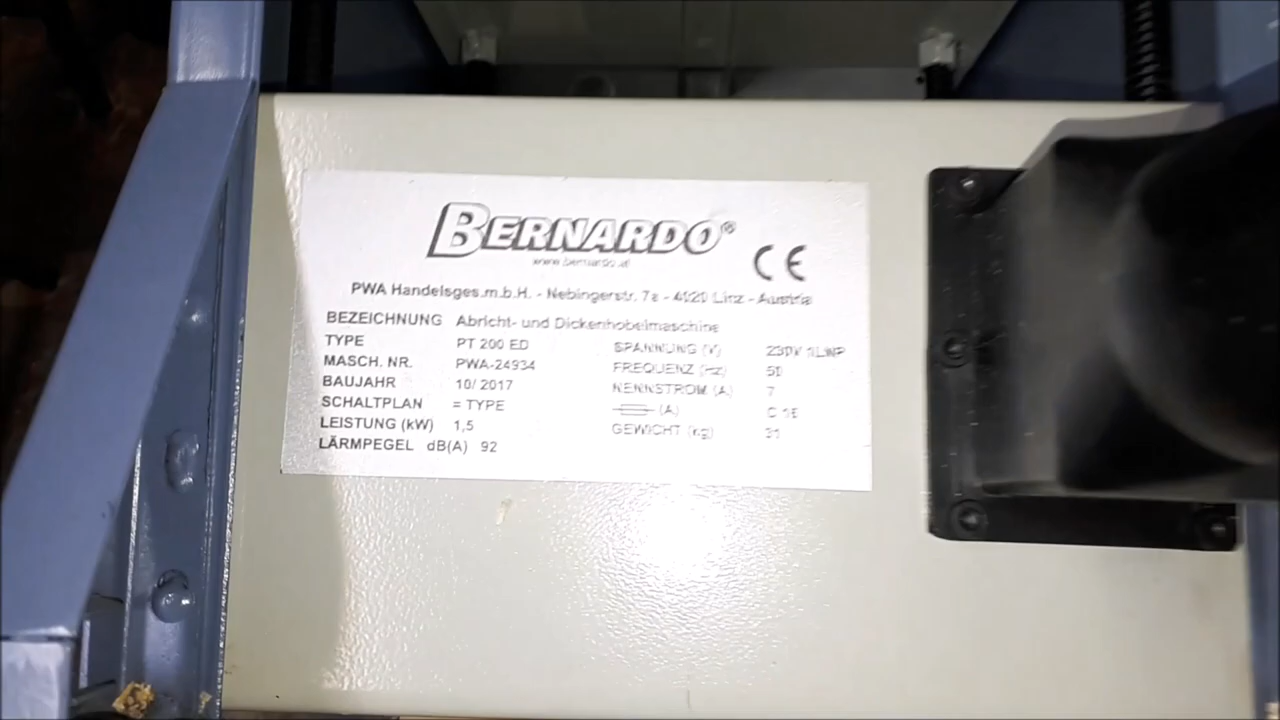 BERNARDO®
www.bernardo.at
CE
PWA Handelsges.m.b.H. - Nebingerstr. 7a - 4020 Linz - Austria
BEZEICHNUNG Abricht- und Dickenhobelmaschine
TYPE PT 200 ED
MASCH. NR. PWA-24934
BAUJAHR 10/ 2017
SCHALTPLAN = TYPE
LEISTUNG (kW) 1,5
LÄRMPEGEL dB(A) 92
SPANNUNG (V) 230V
FREQUENZ (Hz) 50
NENNSTROM (A) 7
(A) C
GEWICHT (kg) 31